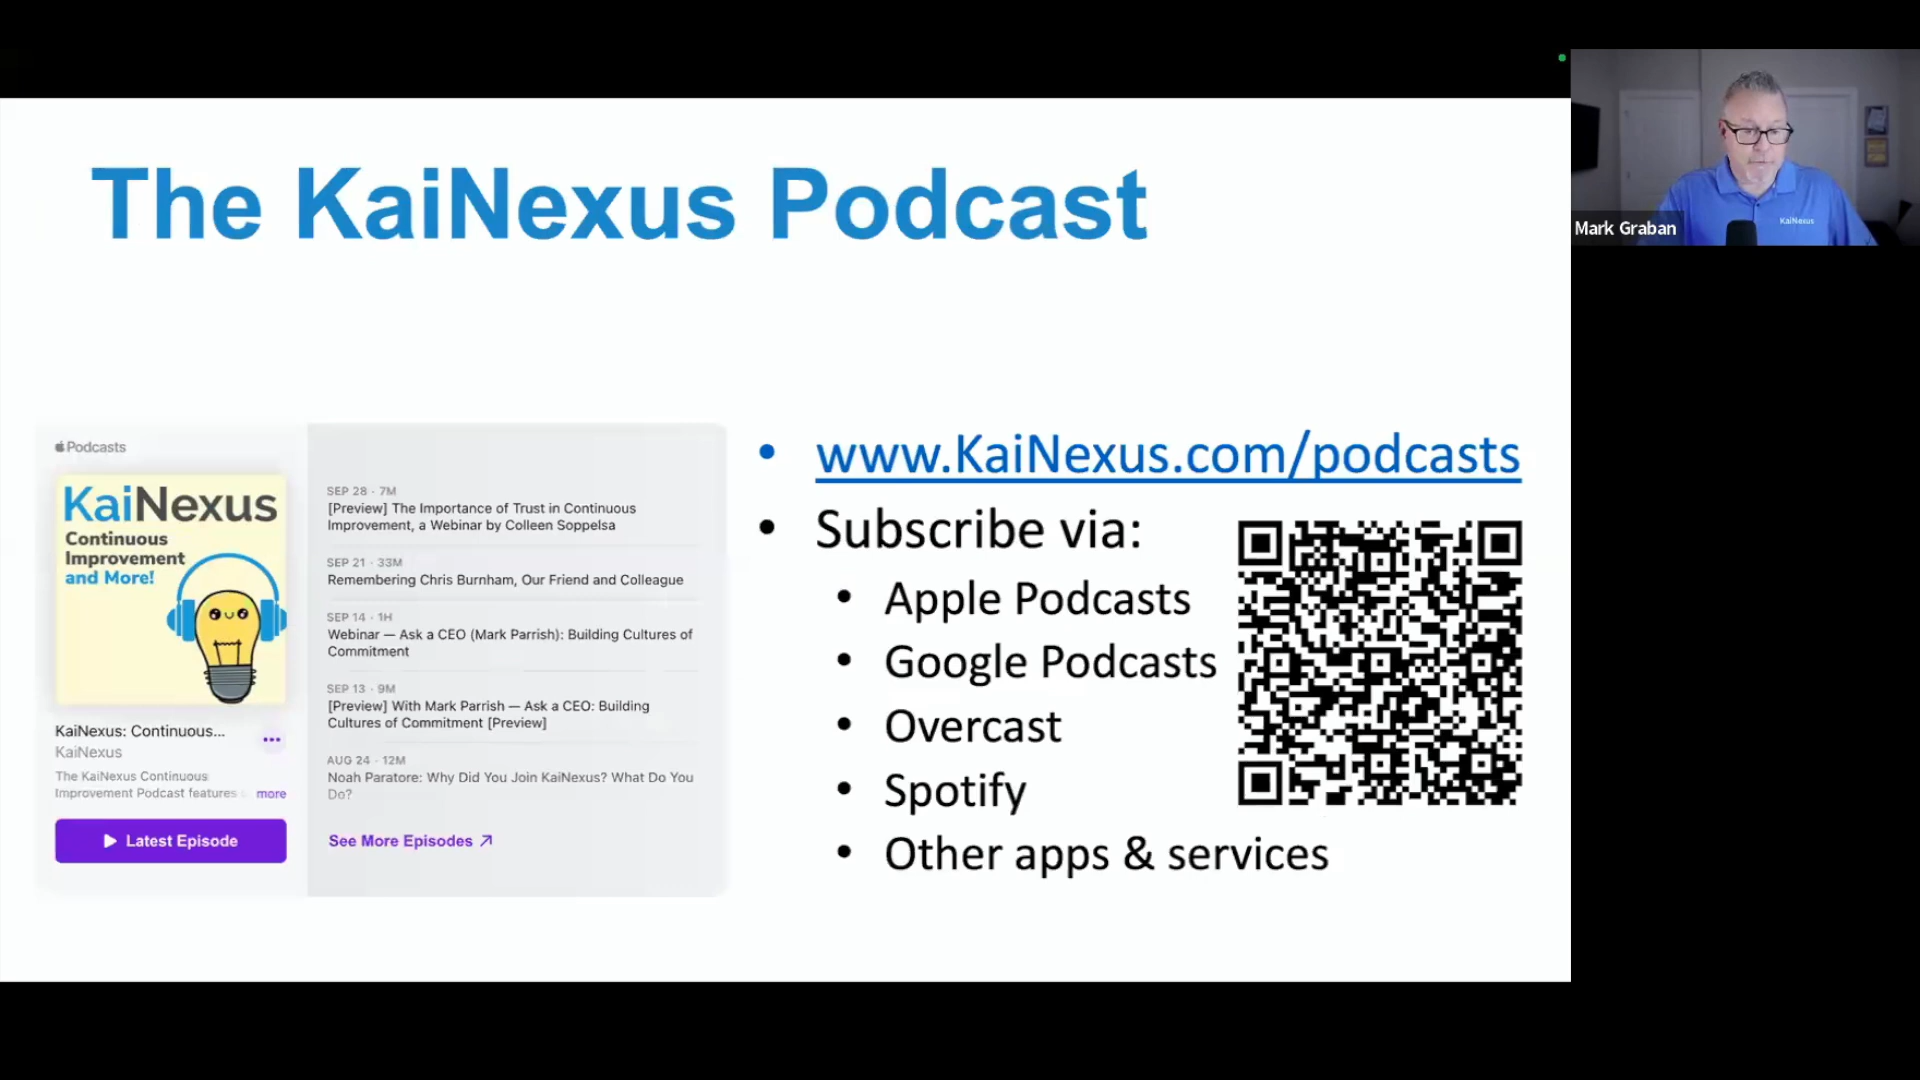 The KaiNexus Podcast
Mark Graban
KaiNexus
Podcasts
KaiNexus
Continuous
Improvement
and More!
KaiNexus: Continuous...
KaiNexus
The KaiNexus Continuous
Improvement Podcast features
more
Latest Episode
SEP 28 · 7M
[Preview] The Importance of Trust in Continuous
Improvement, a Webinar by Colleen Soppelsa
SEP 21 · 33M
Remembering Chris Burnham, Our Friend and Colleague
SEP 14 · 1H
Webinar — Ask a CEO (Mark Parrish): Building Cultures of
Commitment
SEP 13 · 9M
[Preview] With Mark Parrish — Ask a CEO: Building
Cultures of Commitment [Preview]
AUG 24 · 12M
Noah Paratore: Why Did You Join KaiNexus? What Do You
Do?
See More Episodes
• www.KaiNexus.com/podcasts
• Subscribe via:
• Apple Podcasts
• Google Podcasts
• Overcast
• Spotify
• Other apps & services